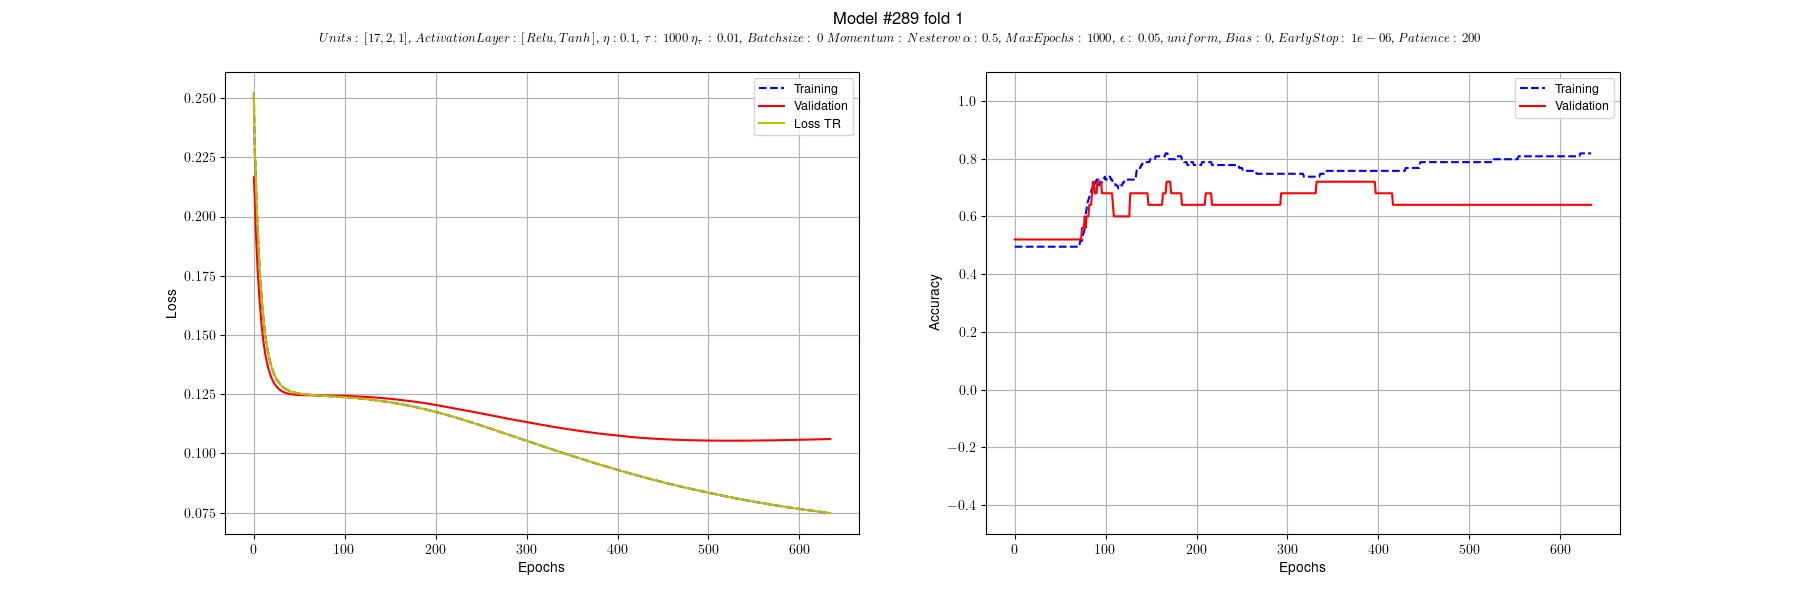 Model #289 fold 1
Units : [17, 2, 1], ActivationLayer : [Relu, Tanh], η : 0.1, τ : 1000 ητ : 0.01, Batchsize : 0 Momentum : Nesterov α : 0.5, MaxEpochs : 1000, ϵ : 0.05, uniform, Bias : 0, EarlyStop : 1e − 06, Patience : 200
Training
Validation
Loss TR
0.250
0.225
0.200
0.175
0.150
0.125
0.100
0.075
Loss
0 100 200 300 400 500 600
Epochs
Training
Validation
1.0
0.8
0.6
0.4
0.2
0.0
−0.2
−0.4
Accuracy
0 100 200 300 400 500 600
Epochs